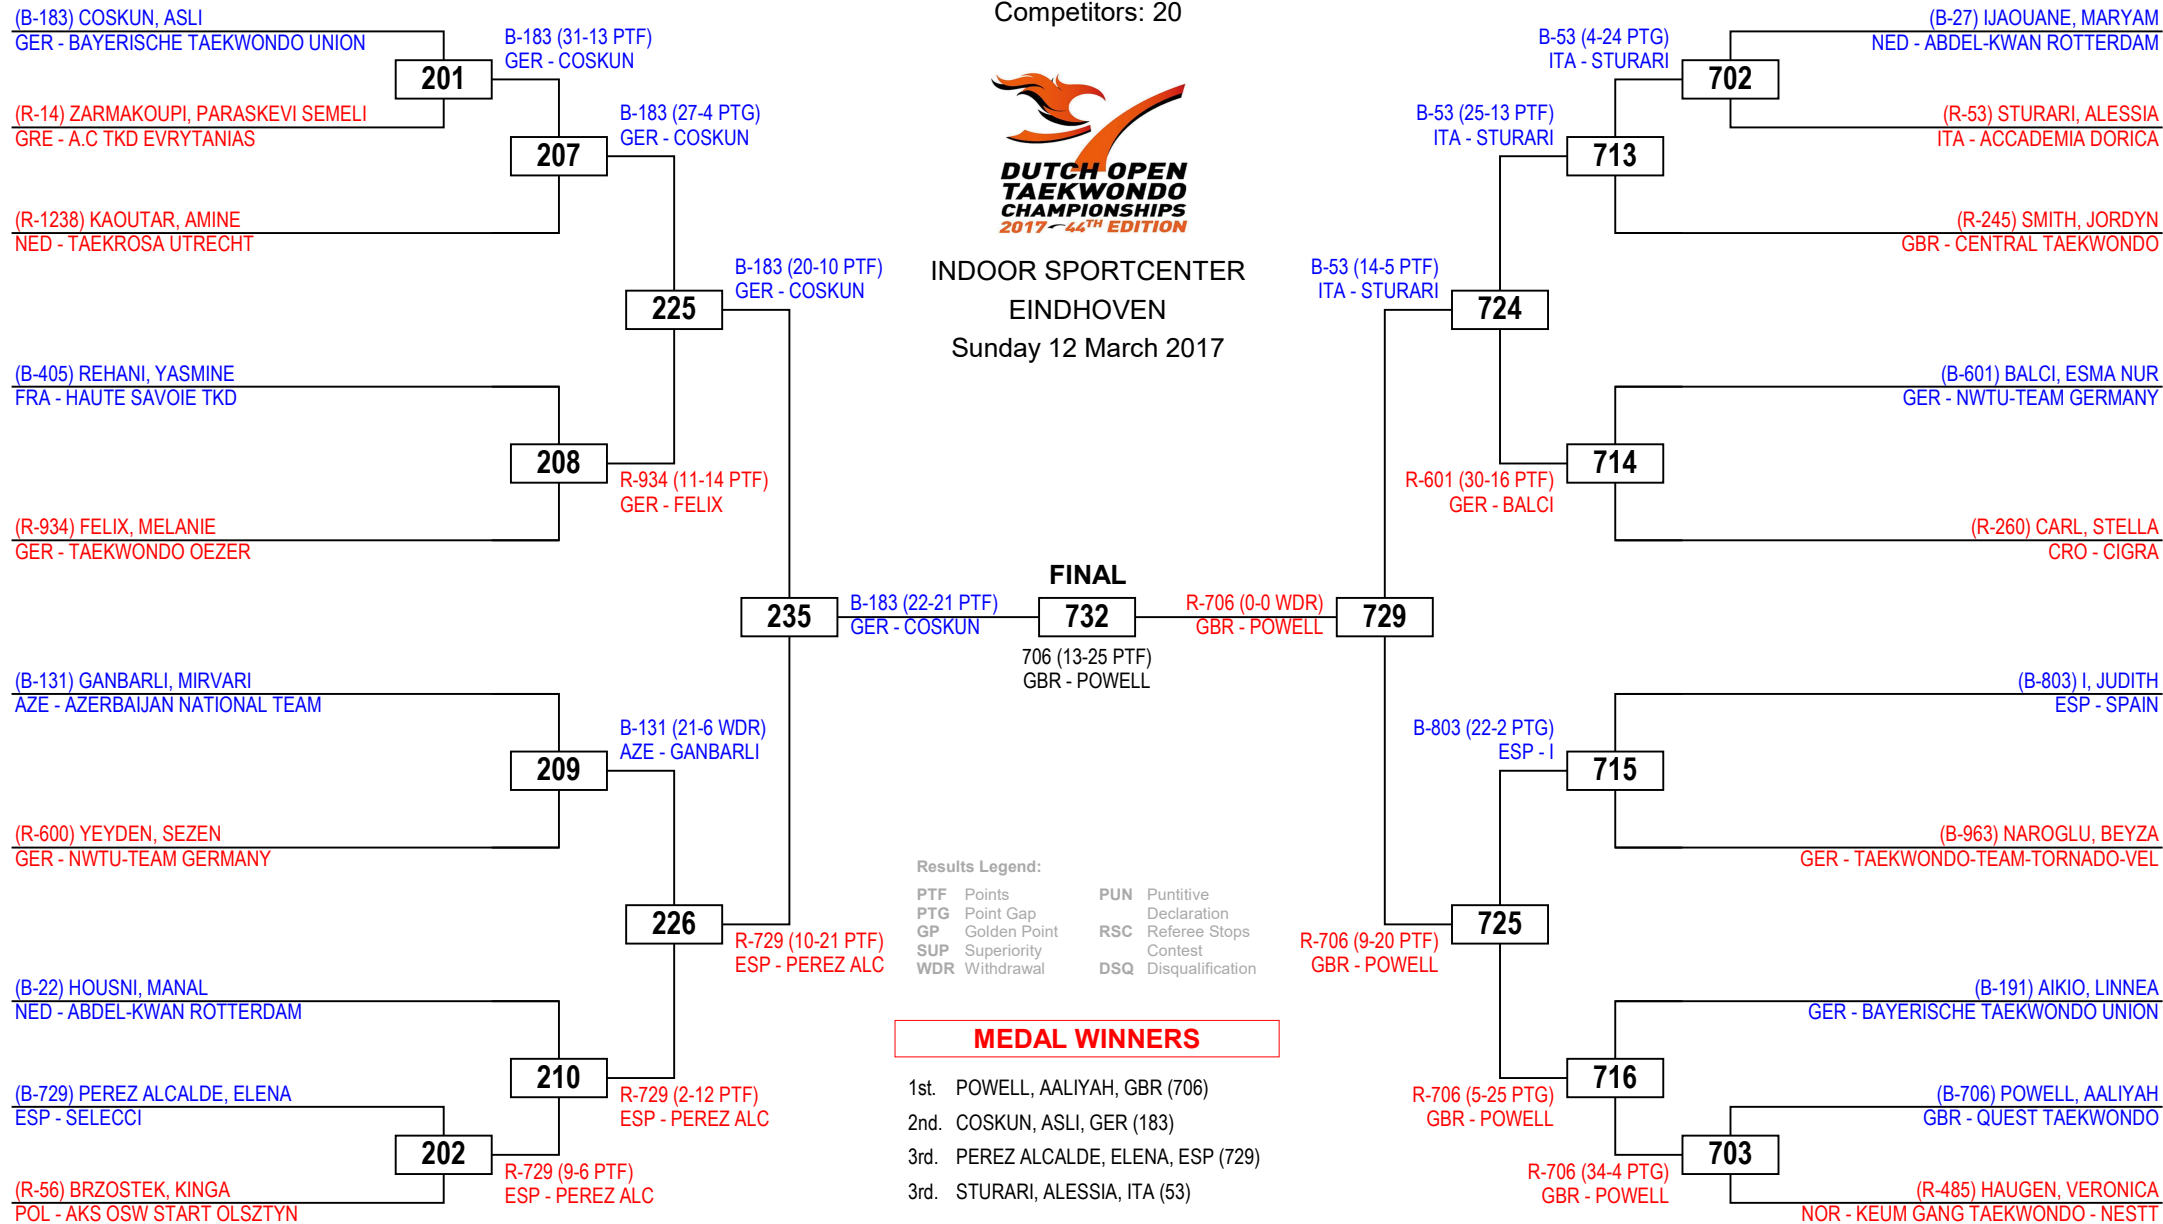 Competitors: 20
DUTCH OPEN
TAEKWONDO
CHAMPIONSHIPS
2017 44TH EDITION
INDOOR SPORTCENTER
EINDHOVEN
Sunday 12 March 2017
(B-183) COSKUN, ASLI
GER - BAYERISCHE TAEKWONDO UNION
201
(R-14) ZARMAKOUPI, PARASKEVI SEMELI
GRE - A.C TKD EVRYTANIAS
B-183 (31-13 PTF)
GER - COSKUN
207
(R-1238) KAOUTAR, AMINE
NED - TAEKROSA UTRECHT
B-183 (27-4 PTG)
GER - COSKUN
225
B-183 (20-10 PTF)
GER - COSKUN
(B-405) REHANI, YASMINE
FRA - HAUTE SAVOIE TKD
208
(R-934) FELIX, MELANIE
GER - TAEKWONDO OEZER
R-934 (11-14 PTF)
GER - FELIX
235
B-183 (22-21 PTF)
GER - COSKUN
(B-131) GANBARLI, MIRVARI
AZE - AZERBAIJAN NATIONAL TEAM
209
(R-600) YEYDEN, SEZEN
GER - NWTU-TEAM GERMANY
B-131 (21-6 WDR)
AZE - GANBARLI
226
R-729 (10-21 PTF)
ESP - PEREZ ALC
(B-22) HOUSNI, MANAL
NED - ABDEL-KWAN ROTTERDAM
210
R-729 (2-12 PTF)
ESP - PEREZ ALC
(B-729) PEREZ ALCALDE, ELENA
ESP - SELECCI
202
(R-56) BRZOSTEK, KINGA
POL - AKS OSW START OLSZTYN
R-729 (9-6 PTF)
ESP - PEREZ ALC
FINAL
732
706 (13-25 PTF)
GBR - POWELL
R-706 (0-0 WDR)
GBR - POWELL
729
(B-27) IJAOUANE, MARYAM
NED - ABDEL-KWAN ROTTERDAM
702
(R-53) STURARI, ALESSIA
ITA - ACCADEMIA DORICA
B-53 (4-24 PTG)
ITA - STURARI
713
(R-245) SMITH, JORDYN
GBR - CENTRAL TAEKWONDO
B-53 (25-13 PTF)
ITA - STURARI
724
B-53 (14-5 PTF)
ITA - STURARI
(B-601) BALCI, ESMA NUR
GER - NWTU-TEAM GERMANY
714
(R-260) CARL, STELLA
CRO - CIGRA
R-601 (30-16 PTF)
GER - BALCI
(B-803) I, JUDITH
ESP - SPAIN
715
(B-963) NAROGLU, BEYZA
GER - TAEKWONDO-TEAM-TORNADO-VEL
B-803 (22-2 PTG)
ESP - I
725
R-706 (9-20 PTF)
GBR - POWELL
(B-191) AIKIO, LINNEA
GER - BAYERISCHE TAEKWONDO UNION
716
R-706 (5-25 PTG)
GBR - POWELL
(B-706) POWELL, AALIYAH
GBR - QUEST TAEKWONDO
703
(R-485) HAUGEN, VERONICA
NOR - KEUM GANG TAEKWONDO - NESTT
R-706 (34-4 PTG)
GBR - POWELL
Results Legend:
PTF Points
PTG Point Gap
GP Golden Point
SUP Superiority
WDR Withdrawal
PUN Puntitive
Declaration
RSC Referee Stops
Contest
DSQ Disqualification
MEDAL WINNERS
1st. POWELL, AALIYAH, GBR (706)
2nd. COSKUN, ASLI, GER (183)
3rd. PEREZ ALCALDE, ELENA, ESP (729)
3rd. STURARI, ALESSIA, ITA (53)